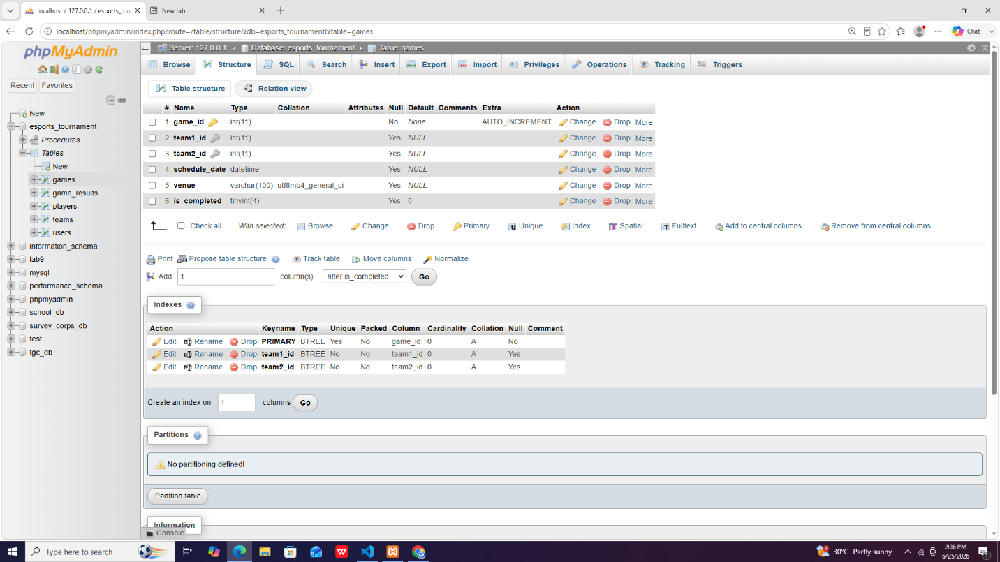 localhost / 127.0.0.1 / esports_tour
New tab
localhost/phpmyadmin/index.php?route=/table/structure&db=esports_tournament&table=games
Chat
phpMyAdmin
Recent
Favorites
New
esports_tournament
Procedures
Tables
New
games
game_results
players
teams
users
information_schema
lab9
mysql
performance_schema
phpmyadmin
school_db
survey_corps_db
test
tgc_db
Server: 127.0.0.1 » Database: esports_tournament » Table: games
Browse Structure SQL Search Insert Export Import Privileges Operations Tracking Triggers
Table structure Relation view
# Name Type Collation Attributes Null Default Comments Extra Action
1 game_id int(11) No None AUTO_INCREMENT Change Drop More
2 team1_id int(11) Yes NULL Change Drop More
3 team2_id int(11) Yes NULL Change Drop More
4 schedule_date datetime Yes NULL Change Drop More
5 venue varchar(100) utf8mb4_general_ci Yes NULL Change Drop More
6 is_completed tinyint(4) Yes 0 Change Drop More
Check all With selected: Browse Change Drop Primary Unique Index Spatial Fulltext Add to central columns Remove from central columns
Print Propose table structure Track table Move columns Normalize
Add 1 column(s) after is_completed Go
Indexes
Action Keyname Type Unique Packed Column Cardinality Collation Null Comment
Edit Rename Drop PRIMARY BTREE Yes No game_id 0 A No
Edit Rename Drop team1_id BTREE No No team1_id 0 A Yes
Edit Rename Drop team2_id BTREE No No team2_id 0 A Yes
Create an index on 1 columns Go
Partitions
No partitioning defined!
Partition table
Information
Console
Type here to search
30°C Partly sunny
2:36 PM
6/25/2026
1